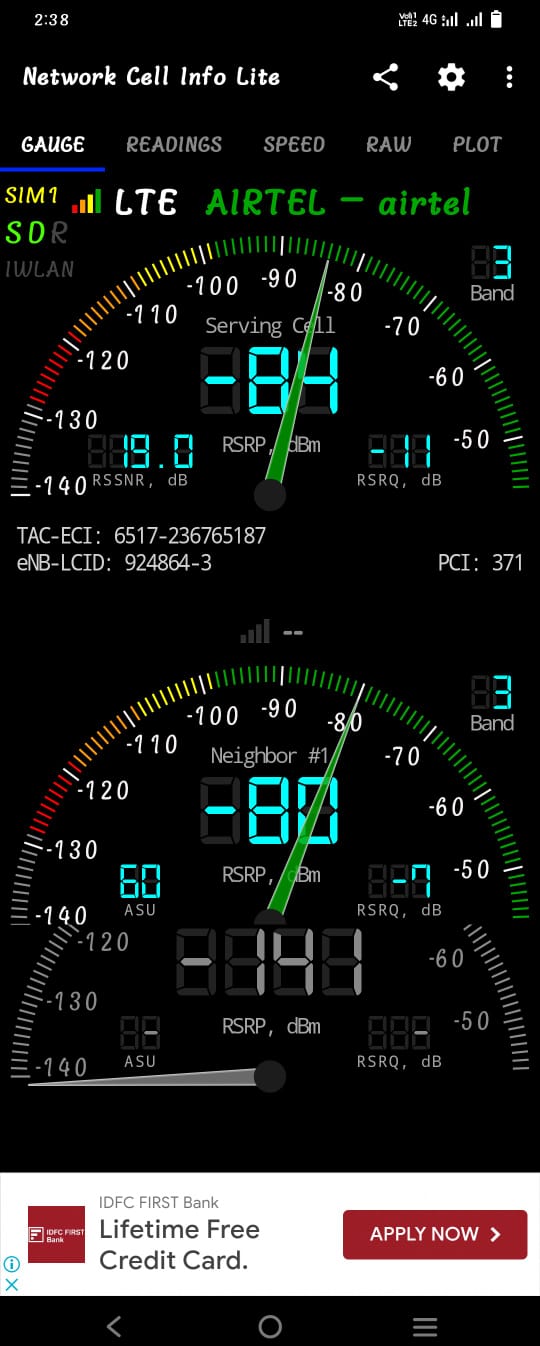 2:38
Vo))1
LTE2
4G
Network Cell Info Lite
GAUGE READINGS SPEED RAW PLOT
SIM1 LTE AIRTEL - airtel
SDR
IWLAN
3
Band
-140 -130 -120 -110 -100 -90 -80 -70 -60 -50
Serving Cell
-84
RSRP, dBm
19.0
RSSNR, dB
-11
RSRQ, dB
TAC-ECI: 6517-236765187
eNB-LCID: 924864-3
PCI: 371
--
3
Band
-140 -130 -120 -110 -100 -90 -80 -70 -60 -50
Neighbor #1
-80
RSRP, dBm
60
ASU
-7
RSRQ, dB
-140 -130 -120 -60 -50
-141
RSRP, dBm
-
ASU
-
RSRQ, dB
IDFC FIRST
Bank
IDFC FIRST Bank
Lifetime Free
Credit Card.
APPLY NOW